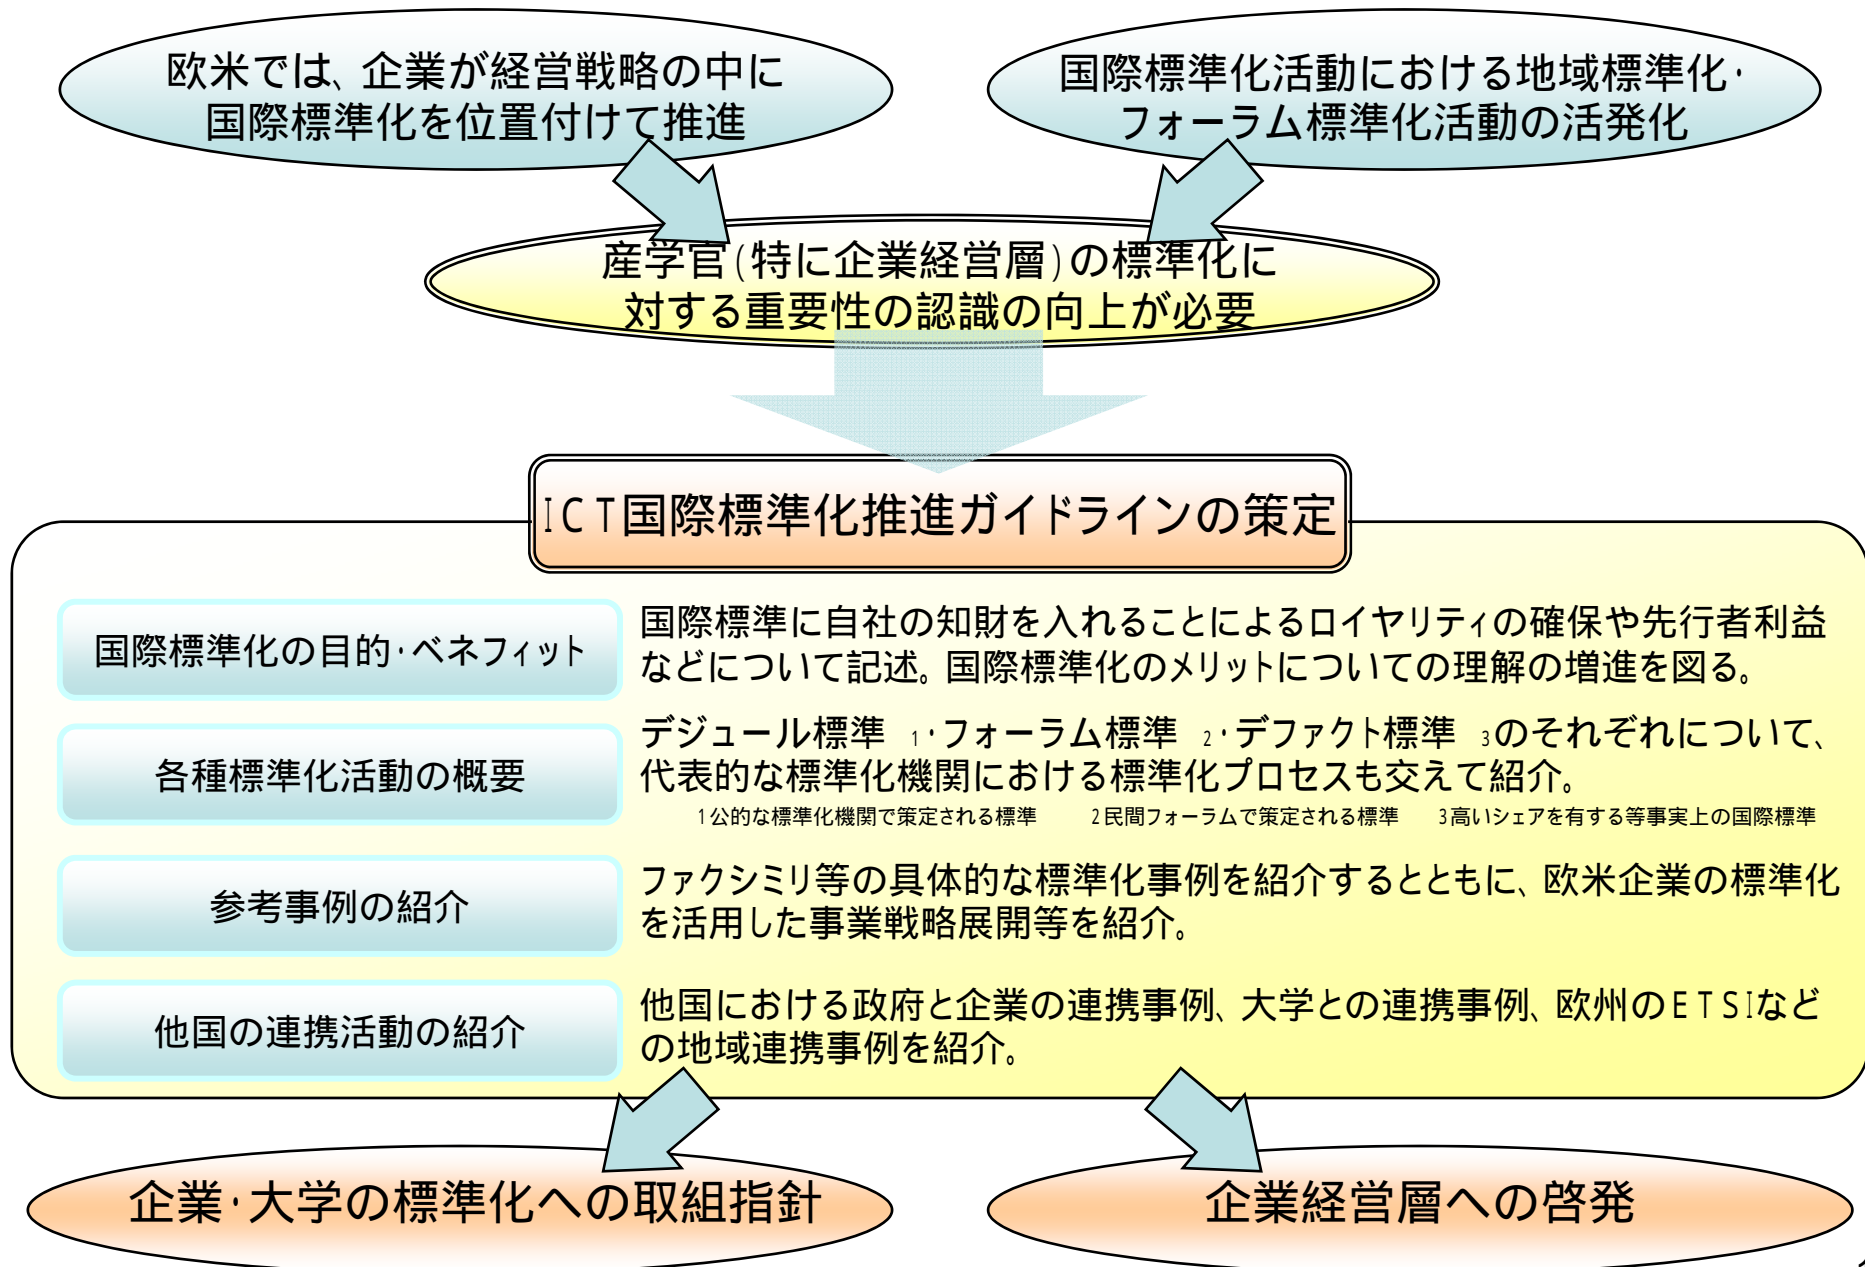 欧米では、企業が経営戦略の中に
国際標準化を位置付けて推進
国際標準化活動における地域標準化・
フォーラム標準化活動の活発化
産学官(特に企業経営層)の標準化に
対する重要性の認識の向上が必要
ICT国際標準化推進ガイドラインの策定
国際標準化の目的・ベネフィット
国際標準に自社の知財を入れることによるロイヤリティの確保や先行者利益
などについて記述。国際標準化のメリットについての理解の増進を図る。
各種標準化活動の概要
デジュール標準 1・フォーラム標準 2・デファクト標準 3のそれぞれについて、
代表的な標準化機関における標準化プロセスも交えて紹介。
1公的な標準化機関で策定される標準 2民間フォーラムで策定される標準 3高いシェアを有する等事実上の国際標準
参考事例の紹介
ファクシミリ等の具体的な標準化事例を紹介するとともに、欧米企業の標準化
を活用した事業戦略展開等を紹介。
他国の連携活動の紹介
他国における政府と企業の連携事例、大学との連携事例、欧州のETSIなど
の地域連携事例を紹介。
企業・大学の標準化への取組指針
企業経営層への啓発